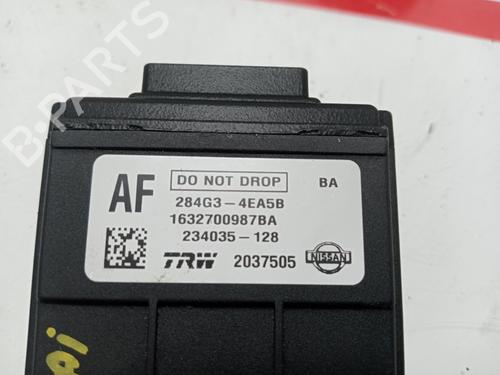 B-PARTS
AF
DO NOT DROP
BA
284G3-4EA5B
1632700987BA
234035-128
TRW 2037505 NISSAN